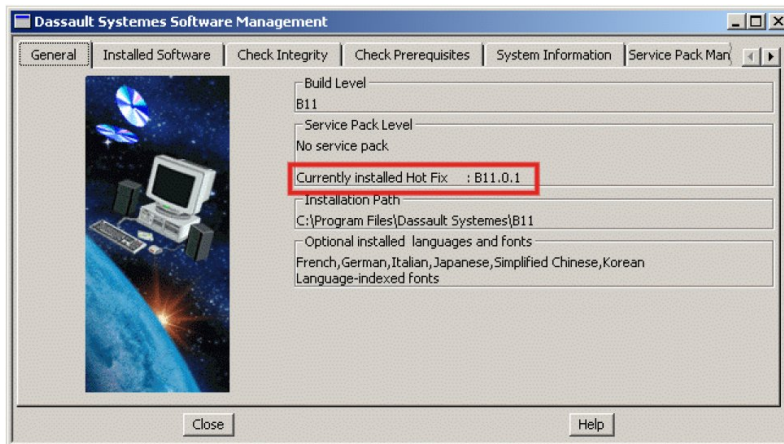 Dassault Systemes Software Management
General Installed Software Check Integrity Check Prerequisites System Information Service Pack Man
Build Level
B11
Service Pack Level
No service pack
Currently installed Hot Fix : B11.0.1
Installation Path
C:\Program Files\Dassault Systemes\B11
Optional installed languages and fonts
French,German,Italian,Japanese,Simplified Chinese,Korean
Language-indexed fonts
Close Help